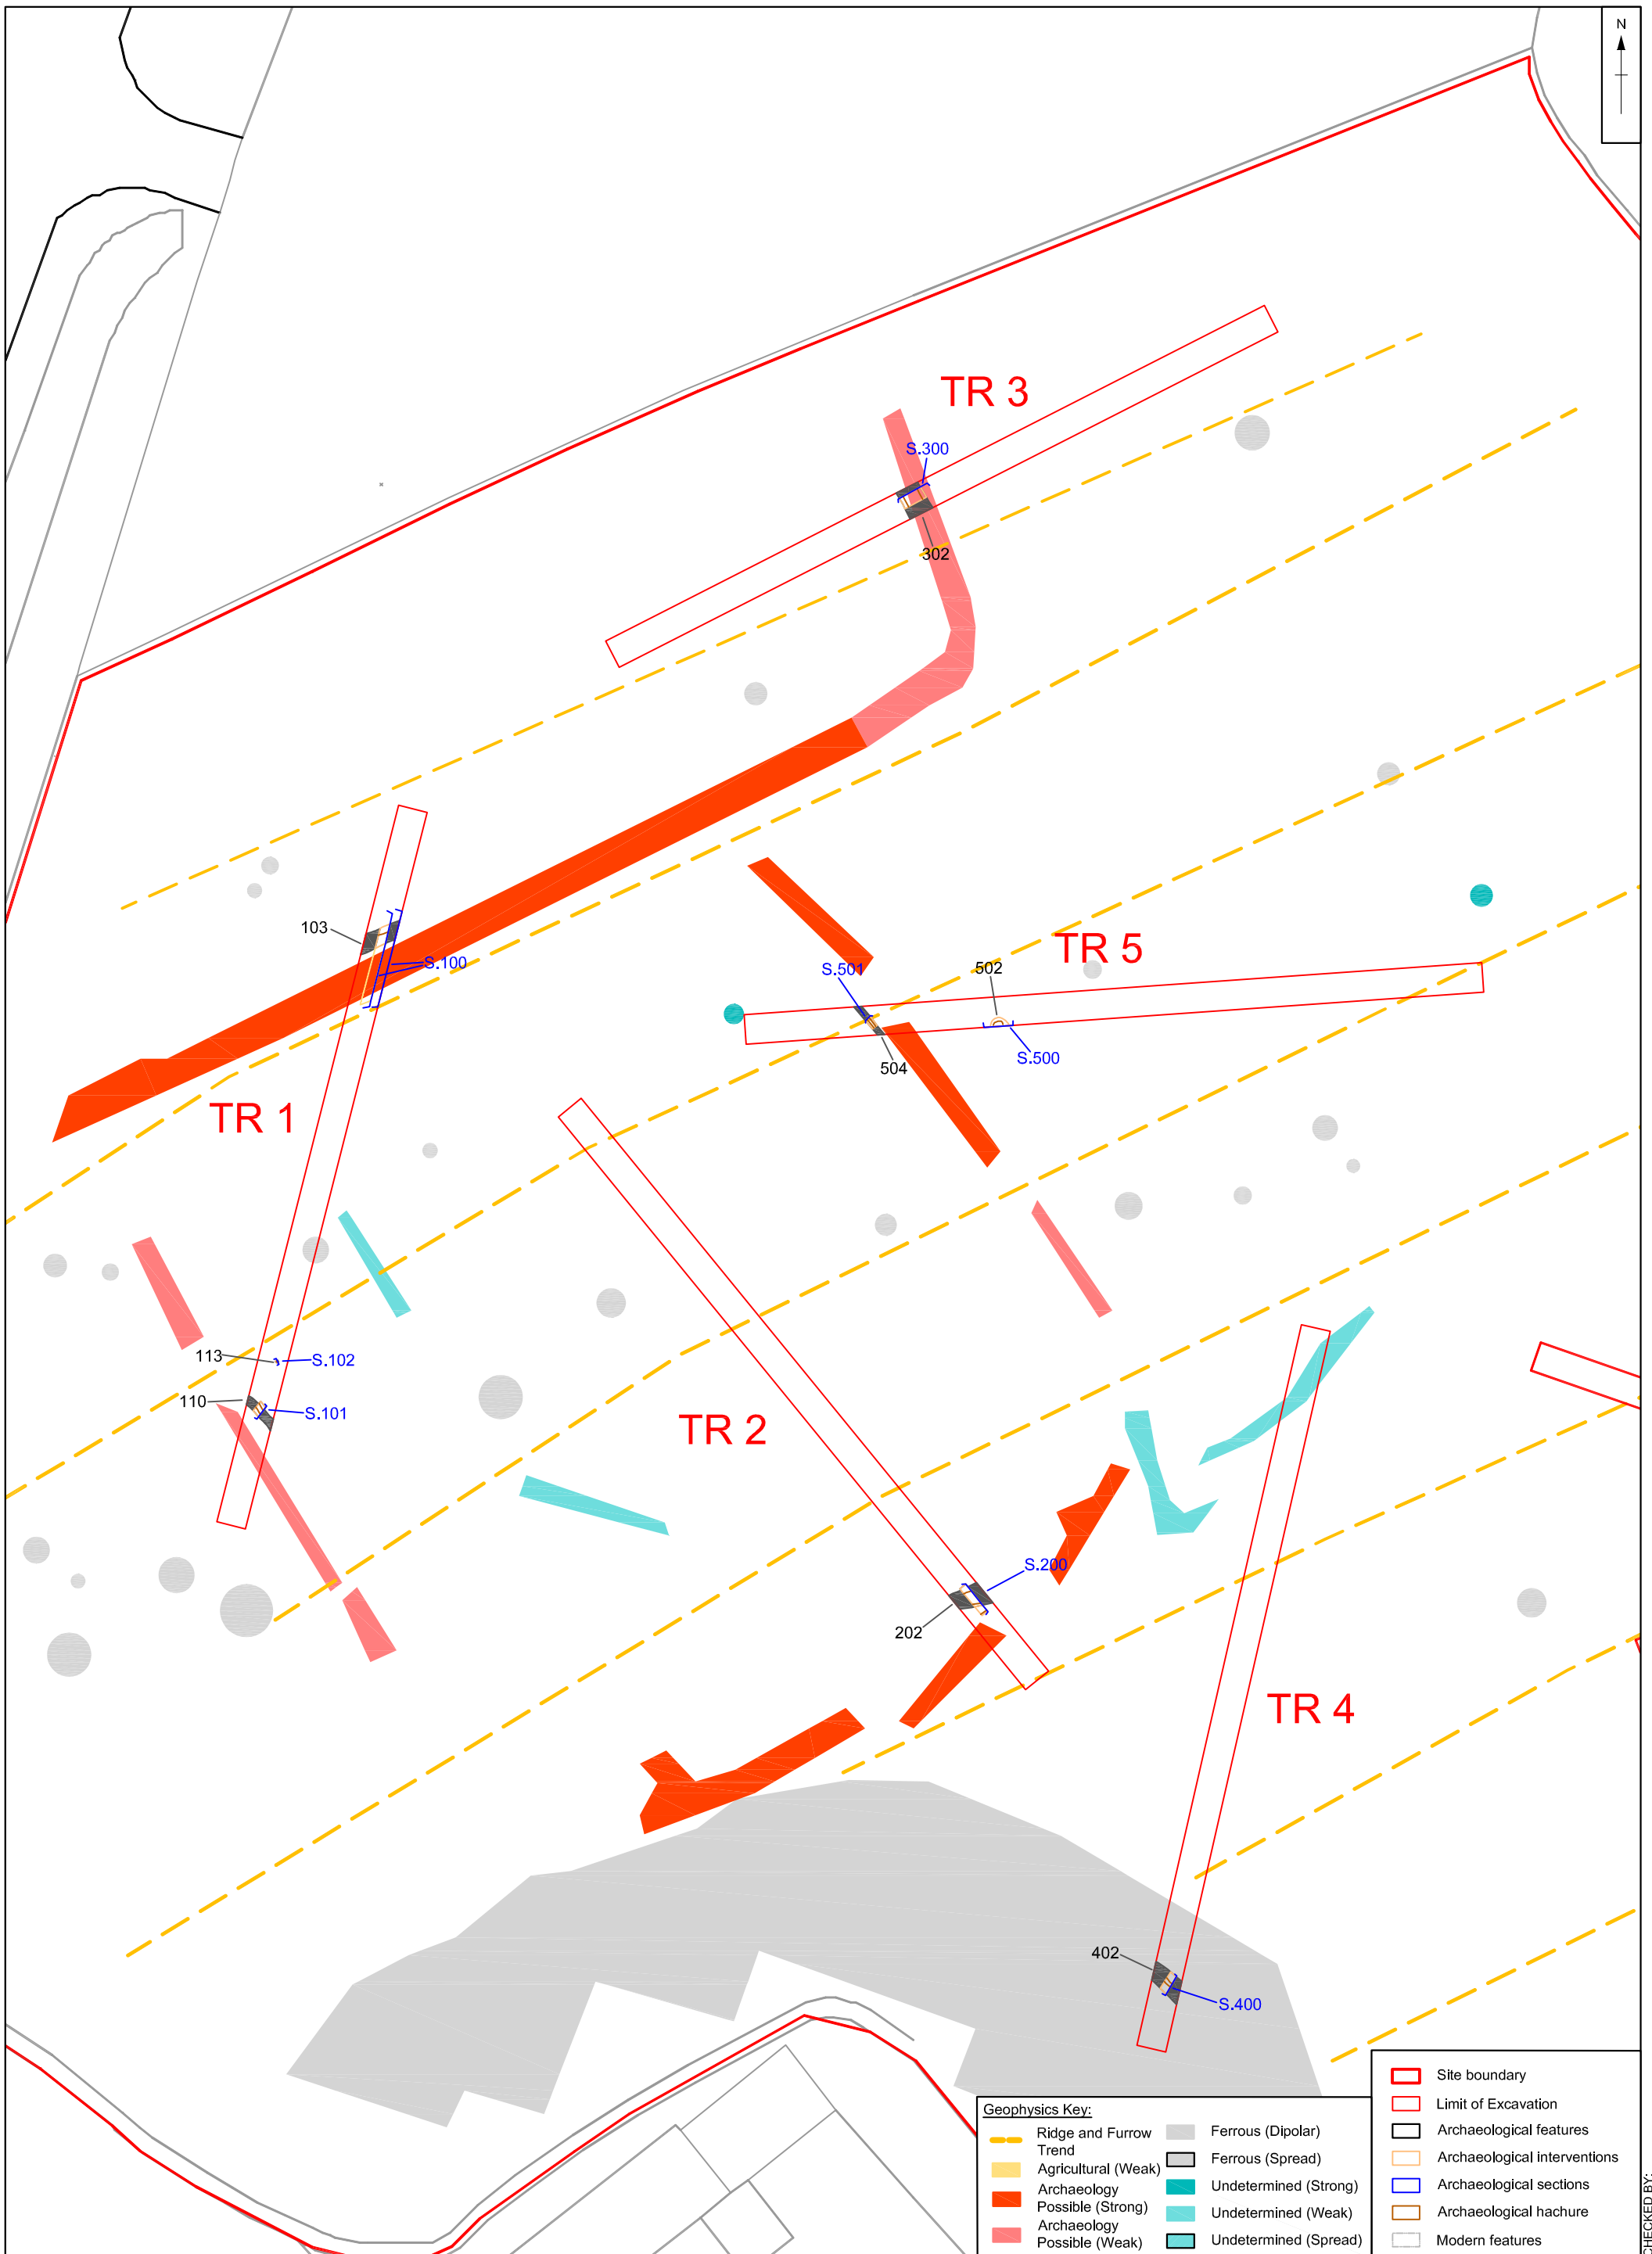 N
TR 3
S.300
302
103
S.100
TR 5
S.501
502
504
S.500
TR 1
113
S.102
110
S.101
TR 2
S.200
202
TR 4
402
S.400
Geophysics Key:
Ridge and Furrow
Trend
Agricultural (Weak)
Archaeology
Possible (Strong)
Archaeology
Possible (Weak)
Ferrous (Dipolar)
Ferrous (Spread)
Undetermined (Strong)
Undetermined (Weak)
Undetermined (Spread)
Site boundary
Limit of Excavation
Archaeological features
Archaeological interventions
Archaeological sections
Archaeological hachure
Modern features
CHECKED BY: